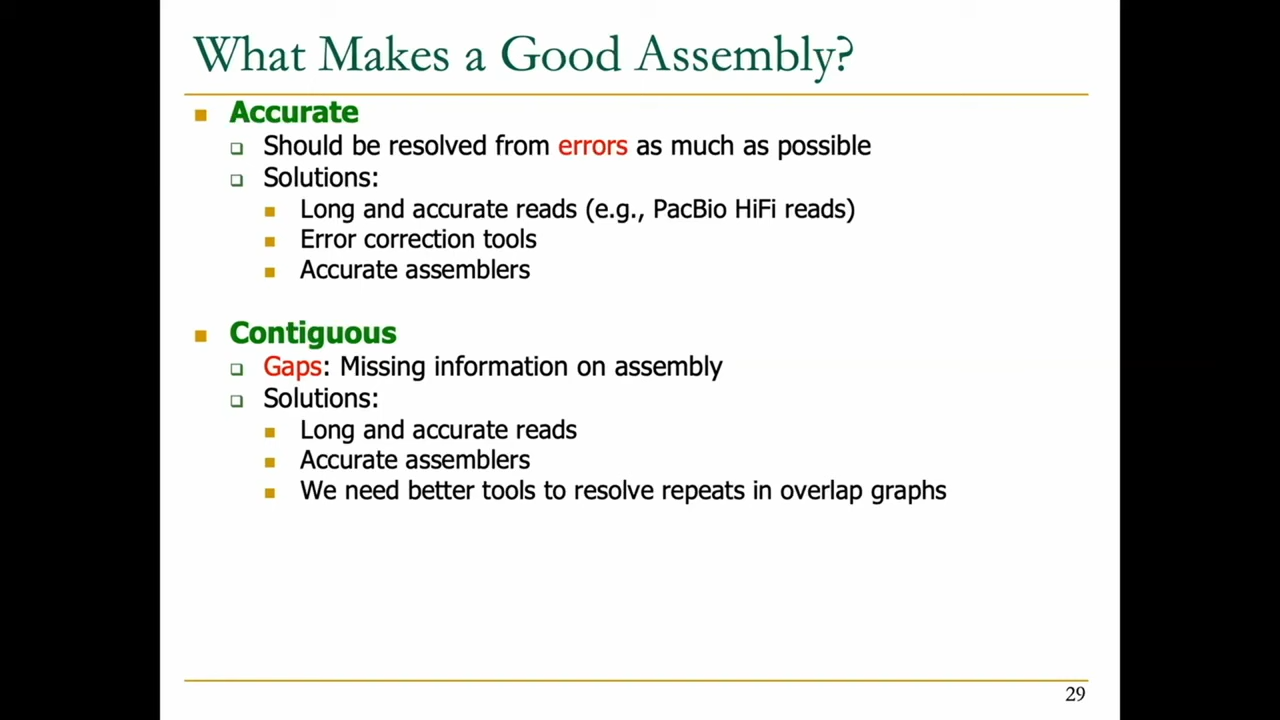 What Makes a Good Assembly?
Accurate
Should be resolved from errors as much as possible
Solutions:
Long and accurate reads (e.g., PacBio HiFi reads)
Error correction tools
Accurate assemblers
Contiguous
Gaps: Missing information on assembly
Solutions:
Long and accurate reads
Accurate assemblers
We need better tools to resolve repeats in overlap graphs
29